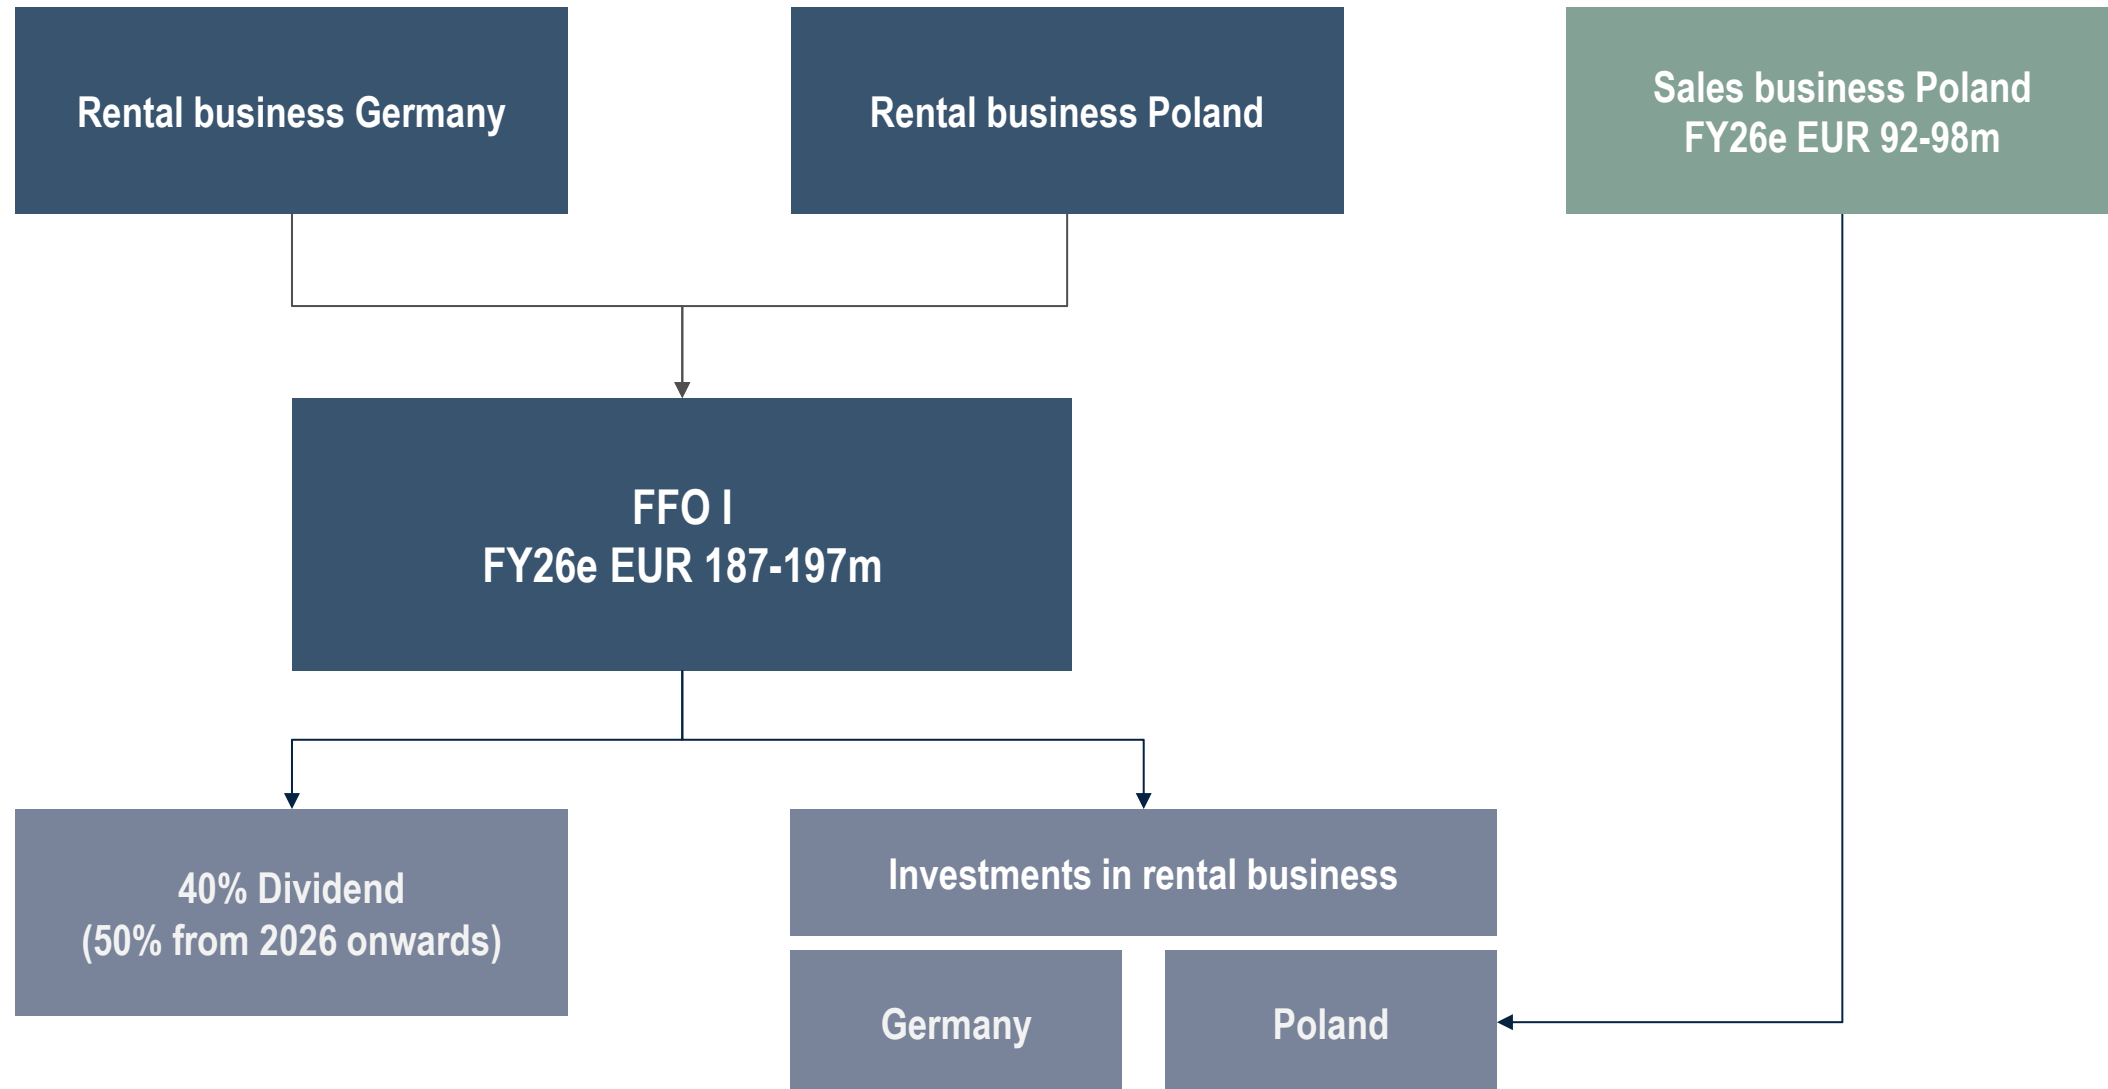 Rental business Germany
Rental business Poland
Sales business Poland
FY26e EUR 92-98m
FFO I
FY26e EUR 187-197m
40% Dividend
(50% from 2026 onwards)
Investments in rental business
Germany
Poland